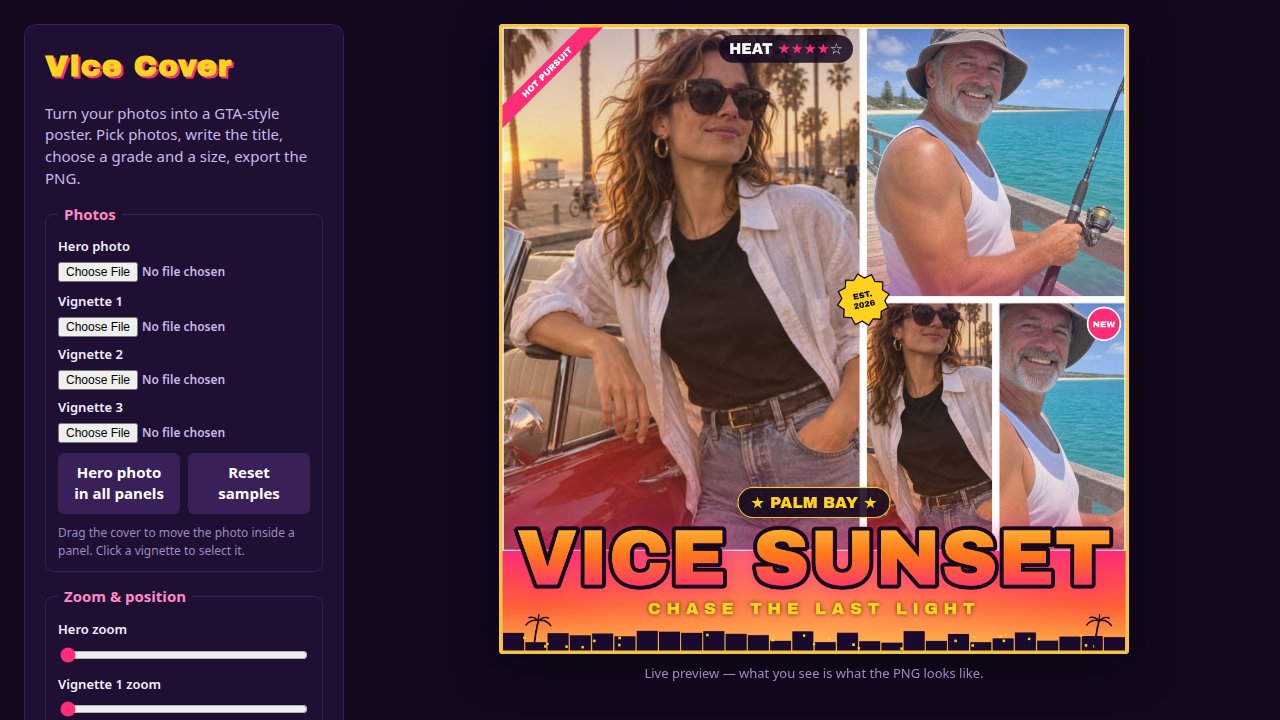 Vice Cover
Turn your photos into a GTA-style
poster. Pick photos, write the title,
choose a grade and a size, export the
PNG.
Photos
Hero photo
Choose File No file chosen
Vignette 1
Choose File No file chosen
Vignette 2
Choose File No file chosen
Vignette 3
Choose File No file chosen
Hero photo
in all panels
Reset
samples
Drag the cover to move the photo inside a
panel. Click a vignette to select it.
Zoom & position
Hero zoom
Vignette 1 zoom
HOT PURSUIT
HEAT ★★★★☆
EST.
2026
NEW
★ PALM BAY ★
VICE SUNSET
CHASE THE LAST LIGHT
Live preview — what you see is what the PNG looks like.